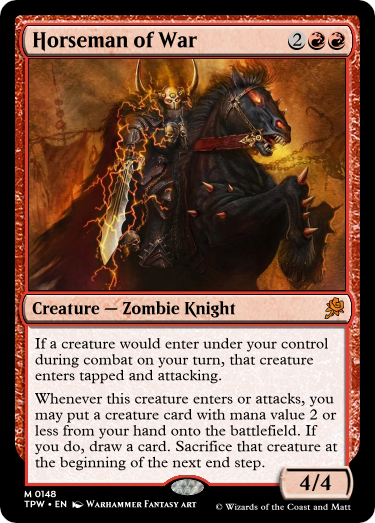 Horseman of War 2
Creature — Zombie Knight
If a creature would enter under your control
during combat on your turn, that creature
enters tapped and attacking.
Whenever this creature enters or attacks, you
may put a creature card with mana value 2 or
less from your hand onto the battlefield. If
you do, draw a card. Sacrifice that creature at
the beginning of the next end step.
4/4
M 0148
TPW • EN Warhammer Fantasy art
© Wizards of the Coast and Matt